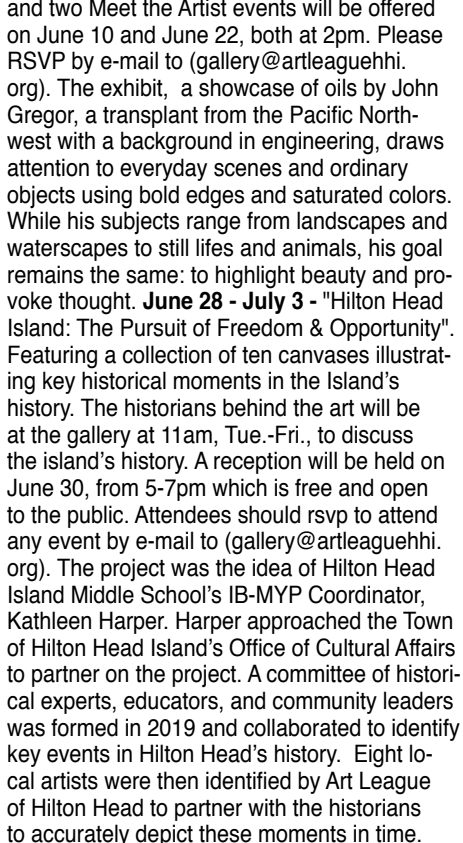 and two Meet the Artist events will be offered
on June 10 and June 22, both at 2pm. Please
RSVP by e-mail to (gallery@artleaguehhi.
org). The exhibit,  a showcase of oils by John
Gregor, a transplant from the Pacific North-
west with a background in engineering, draws
attention to everyday scenes and ordinary
objects using bold edges and saturated colors.
While his subjects range from landscapes and
waterscapes to still lifes and animals, his goal
remains the same: to highlight beauty and pro-
voke thought. June 28 - July 3 - "Hilton Head
Island: The Pursuit of Freedom & Opportunity".
Featuring a collection of ten canvases illustrat-
ing key historical moments in the Island's
history. The historians behind the art will be
at the gallery at 11am, Tue.-Fri., to discuss
the island's history. A reception will be held on
June 30, from 5-7pm which is free and open
to the public. Attendees should rsvp to attend
any event by e-mail to (gallery@artleaguehhi.
org). The project was the idea of Hilton Head
Island Middle School's IB-MYP Coordinator,
Kathleen Harper. Harper approached the Town
of Hilton Head Island's Office of Cultural Affairs
to partner on the project. A committee of histori-
cal experts, educators, and community leaders
was formed in 2019 and collaborated to identify
key events in Hilton Head's history.  Eight lo-
cal artists were then identified by Art League
of Hilton Head to partner with the historians
to accurately depict these moments in time.